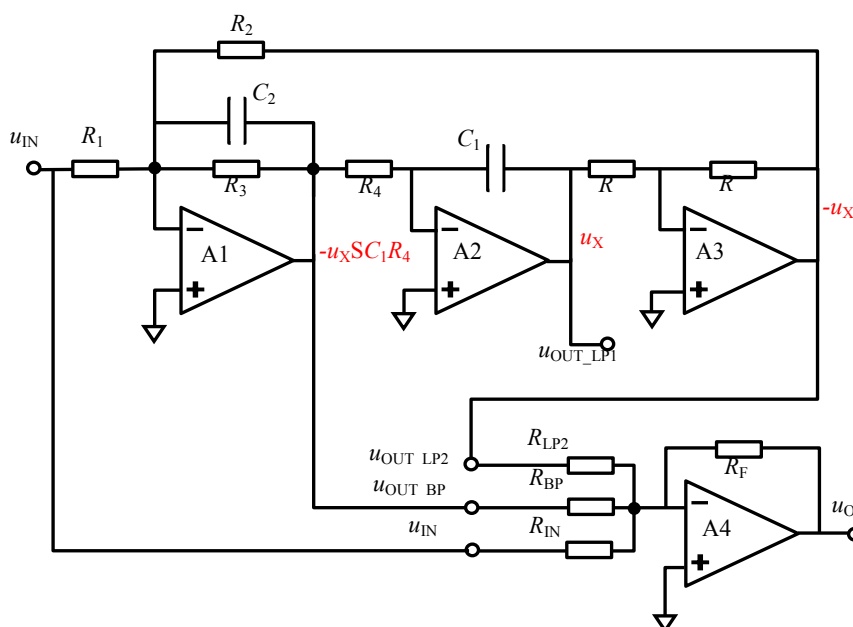 R2
C2
uIN
R1
C1
R3
R4
R
R
-uX
A1
-uXSC1R4
A2
uX
A3
uOUT_LP1
uOUT LP2
RLP2
uOUT BP
RBP
RF
uIN
RIN
A4
uO